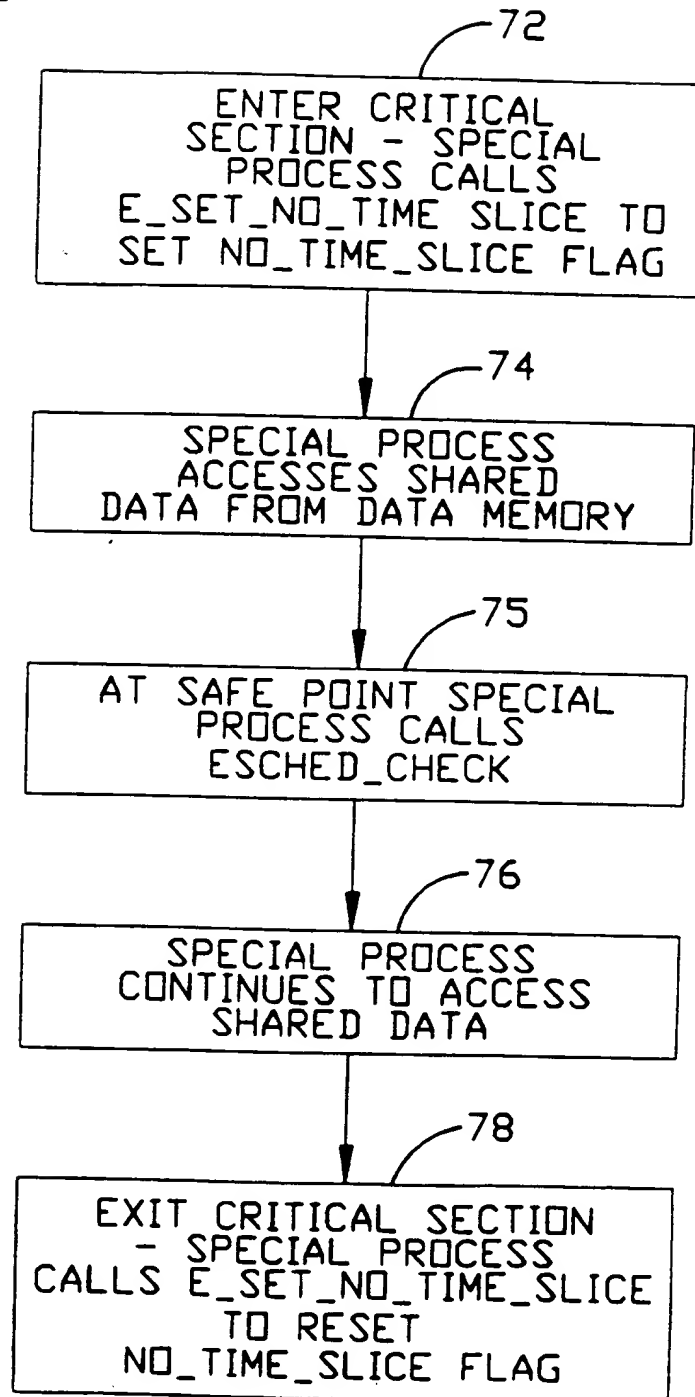 72
ENTER CRITICAL
SECTION - SPECIAL
PROCESS CALLS
E_SET_NO_TIME SLICE TO
SET NO_TIME_SLICE FLAG
74
SPECIAL PROCESS
ACCESSES SHARED
DATA FROM DATA MEMORY
75
AT SAFE POINT SPECIAL
PROCESS CALLS
ESCHED_CHECK
76
SPECIAL PROCESS
CONTINUES TO ACCESS
SHARED DATA
78
EXIT CRITICAL SECTION
- SPECIAL PROCESS
CALLS E_SET_NO_TIME_SLICE
TO RESET
NO_TIME_SLICE FLAG